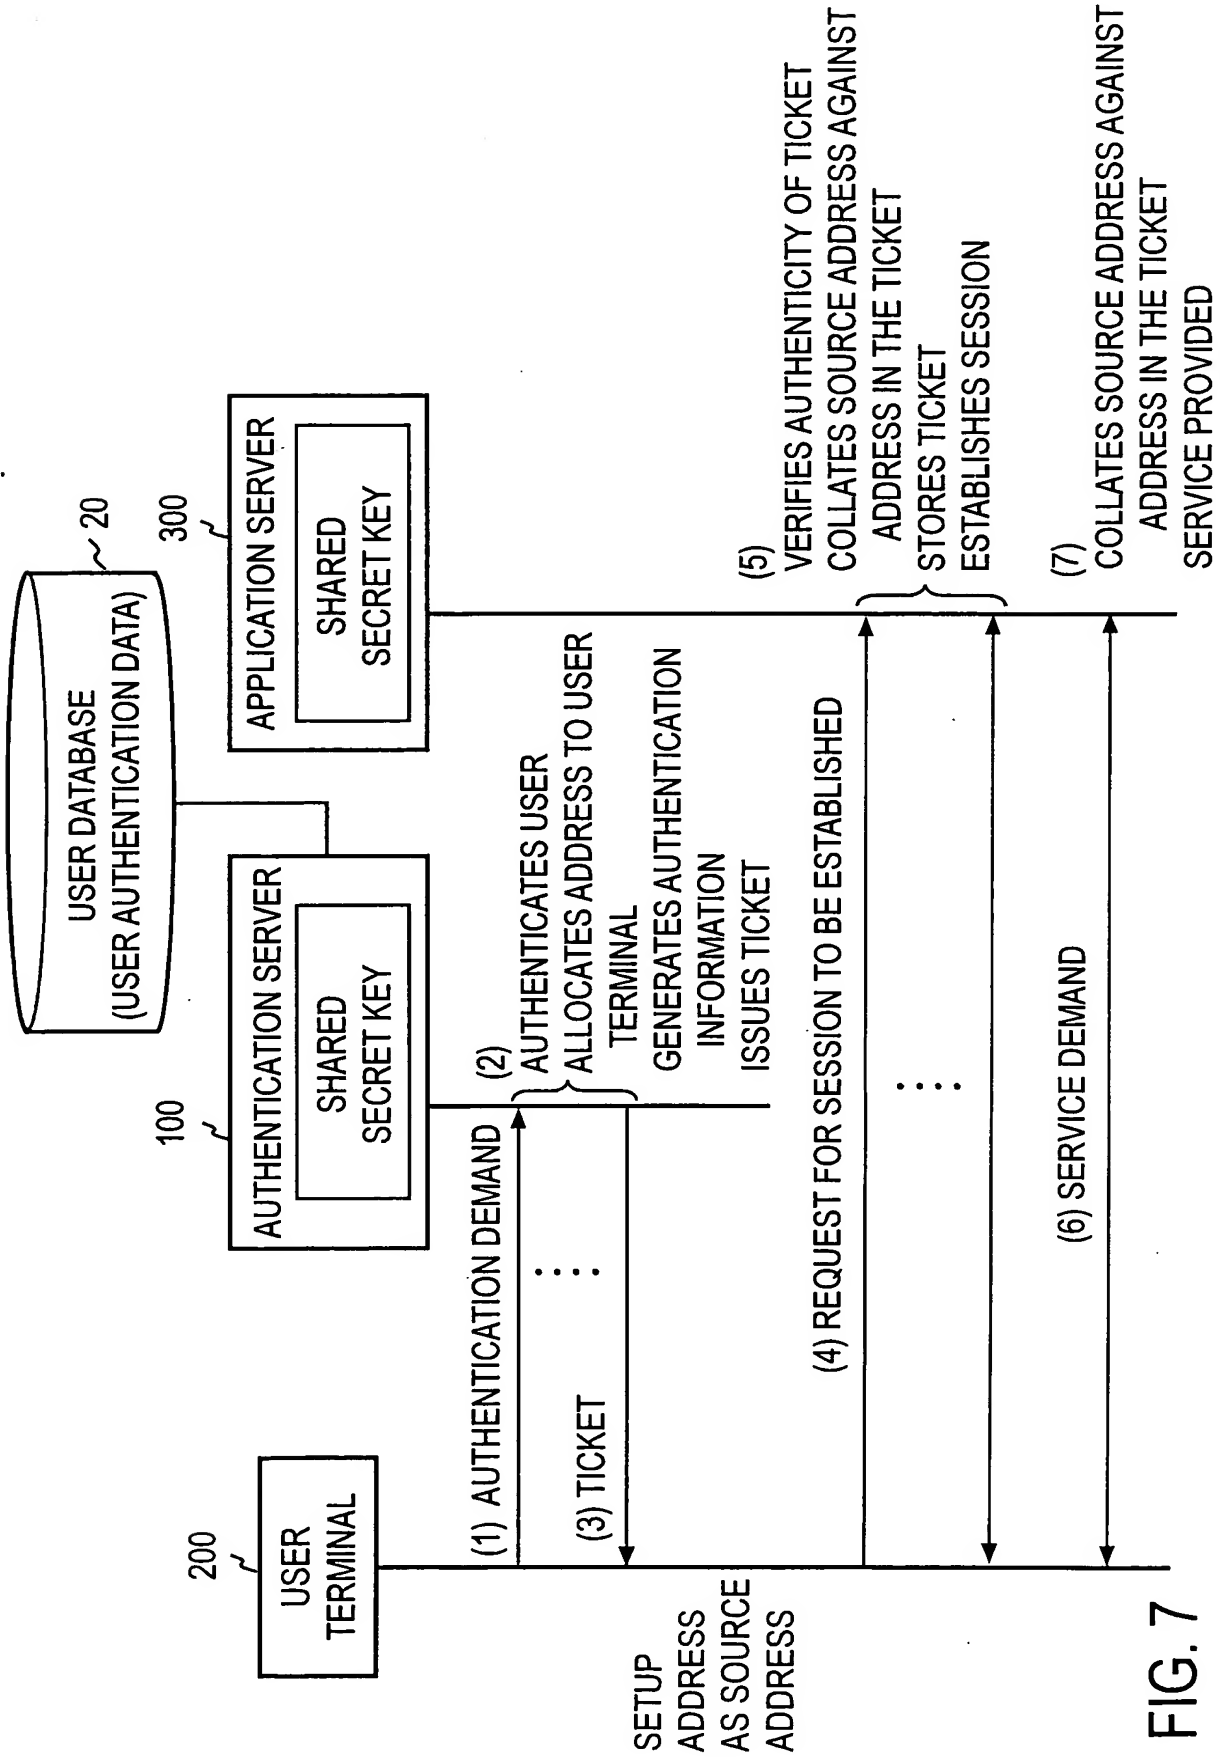 USER DATABASE
(USER AUTHENTICATION DATA)
20
200
USER
TERMINAL
100
AUTHENTICATION SERVER
SHARED
SECRET KEY
300
APPLICATION SERVER
SHARED
SECRET KEY
(1) AUTHENTICATION DEMAND
(2)
AUTHENTICATES USER
ALLOCATES ADDRESS TO USER
TERMINAL
GENERATES AUTHENTICATION
INFORMATION
ISSUES TICKET
(3) TICKET
SETUP
ADDRESS
AS SOURCE
ADDRESS
(4) REQUEST FOR SESSION TO BE ESTABLISHED
(5)
VERIFIES AUTHENTICITY OF TICKET
COLLATES SOURCE ADDRESS AGAINST
ADDRESS IN THE TICKET
STORES TICKET
ESTABLISHES SESSION
(6) SERVICE DEMAND
(7)
COLLATES SOURCE ADDRESS AGAINST
ADDRESS IN THE TICKET
SERVICE PROVIDED
FIG. 7